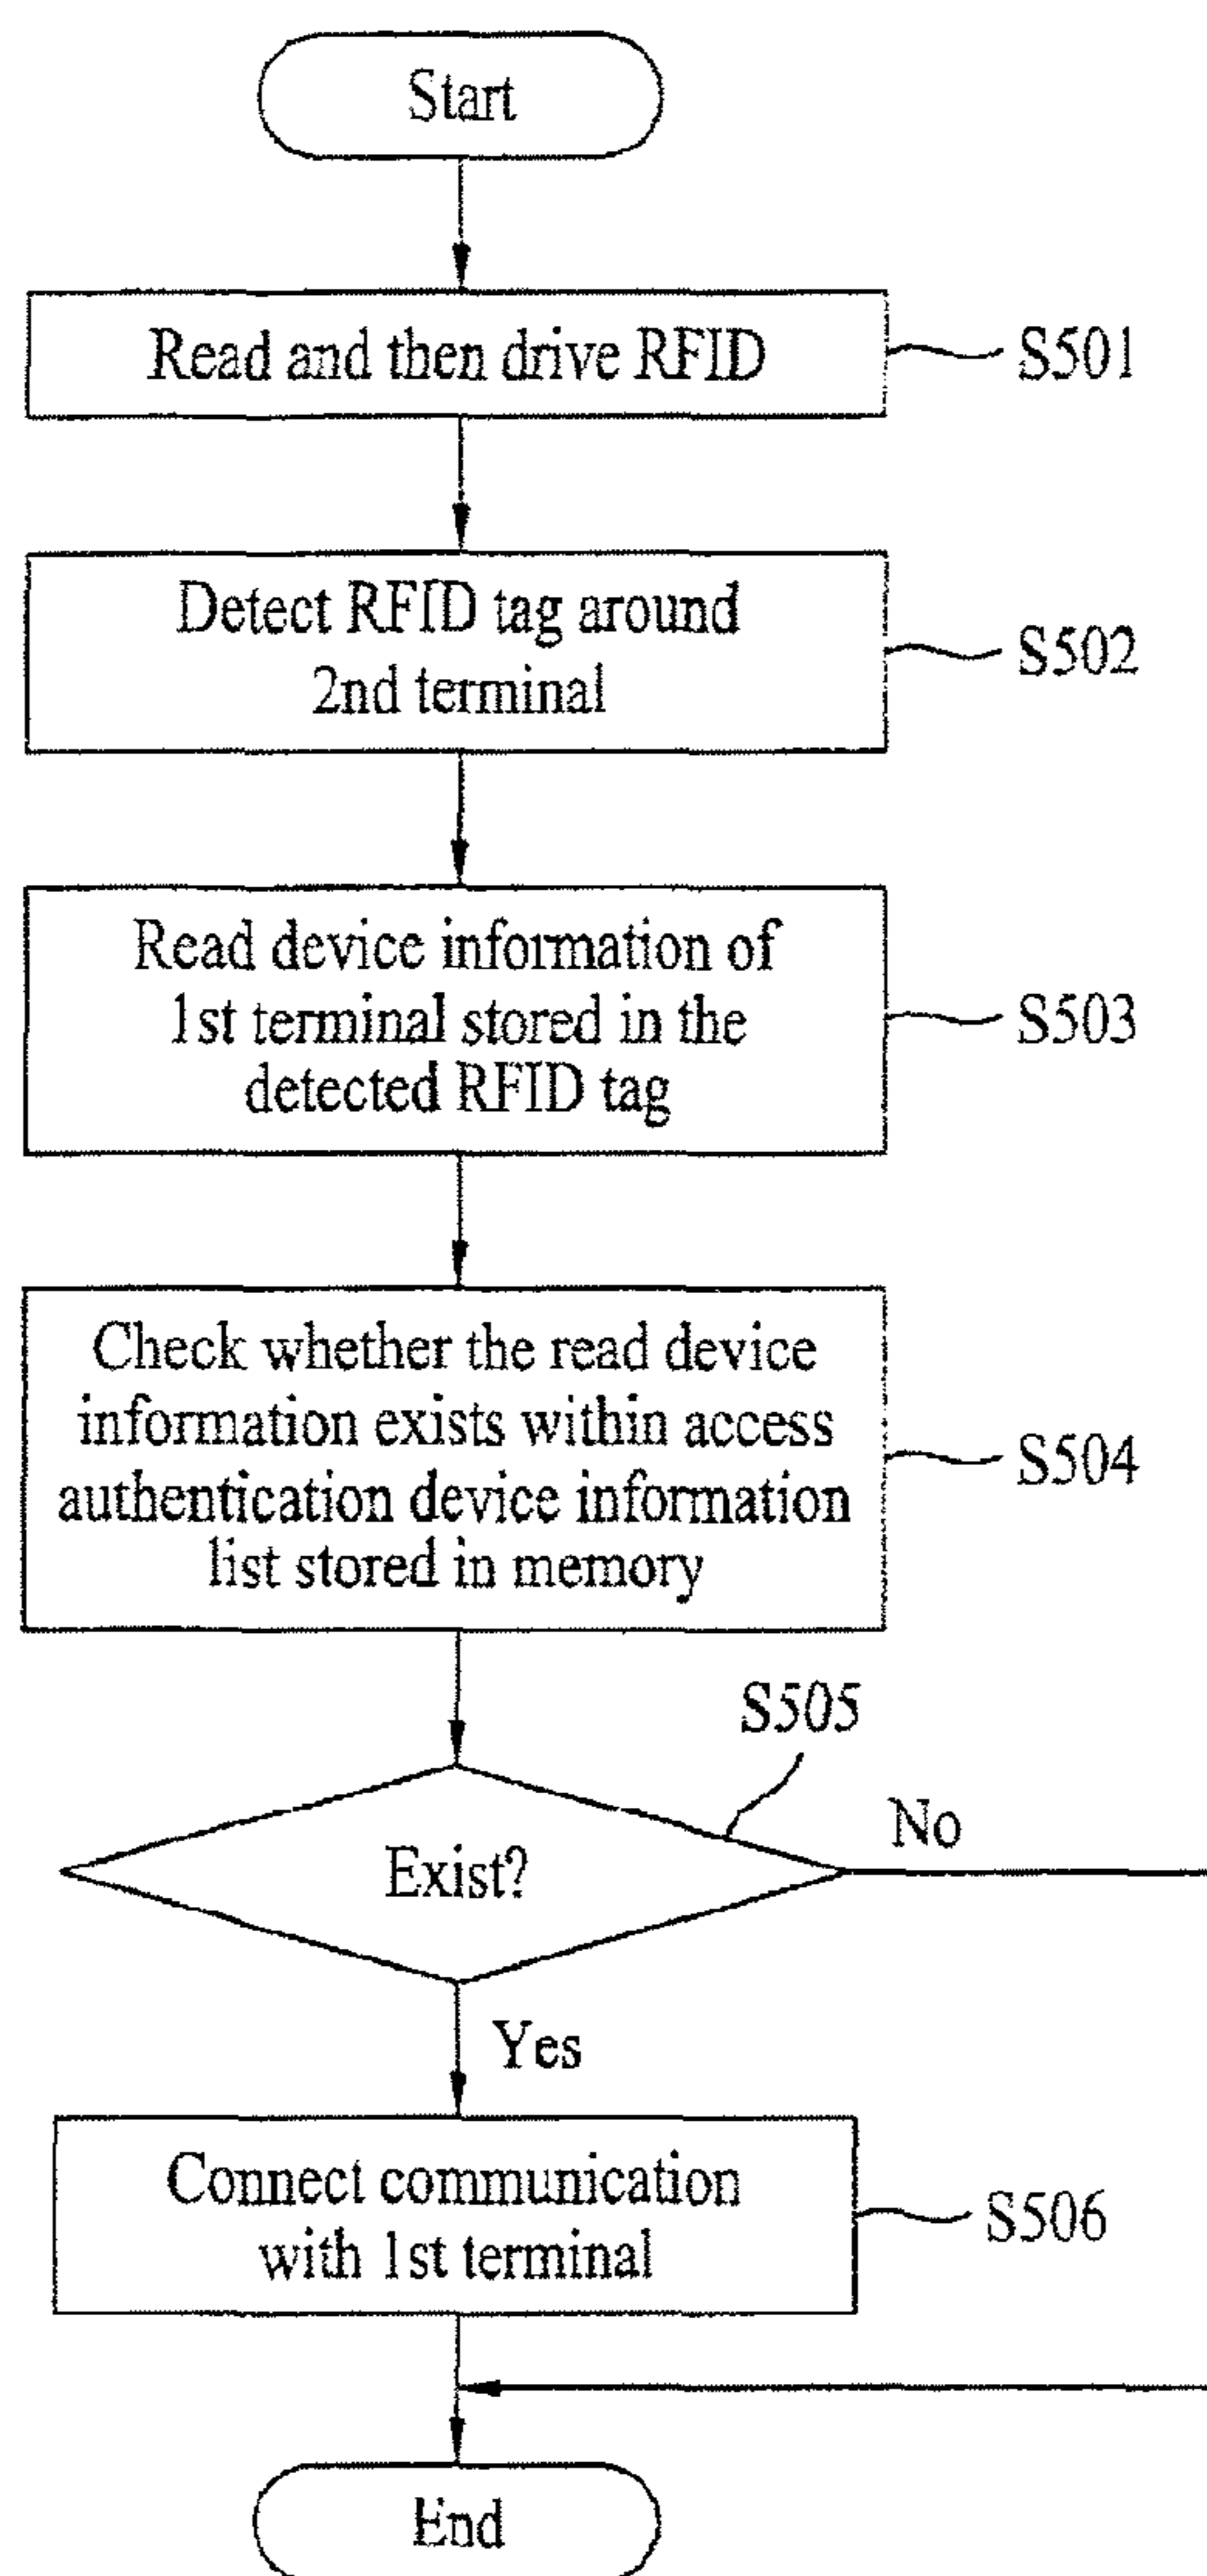 Start
Read and then drive RFID
S501
Detect RFID tag around
2nd terminal
S502
Read device information of
1st terminal stored in the
detected RFID tag
S503
Check whether the read device
information exists within access
authentication device information
list stored in memory
S504
S505
Exist?
No
Yes
Connect communication
with 1st terminal
S506
End